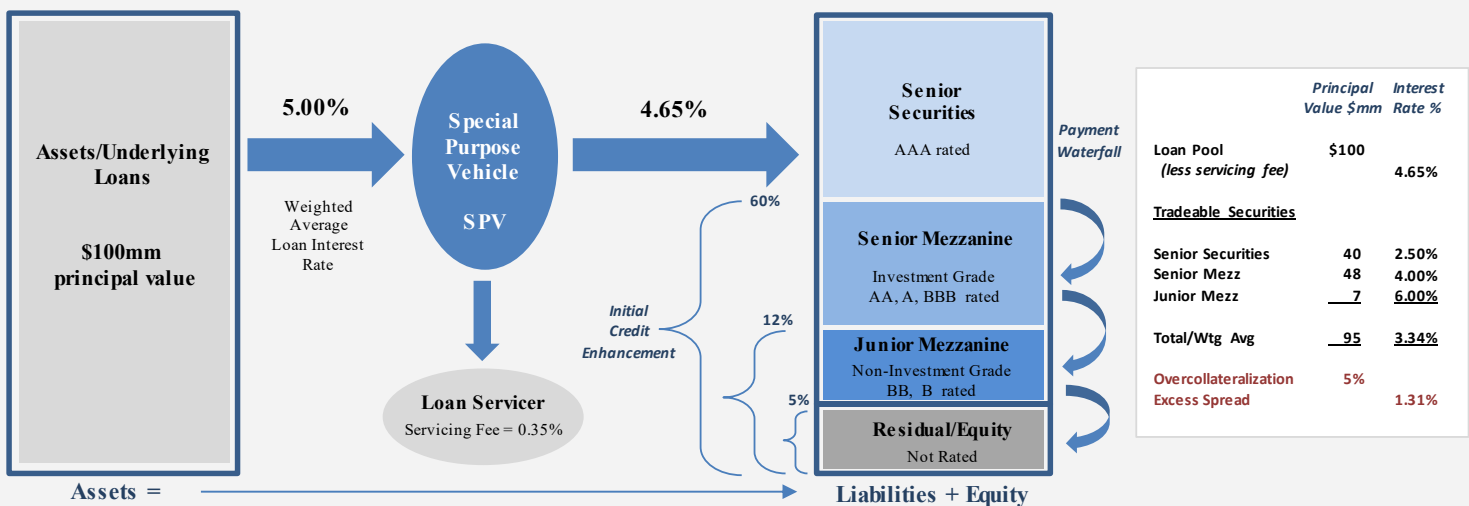 Assets/Underlying
Loans
$100mm
principal value
5.00%
Weighted
Average
Loan Interest
Rate
Special
Purpose
Vehicle
SPV
4.65%
Loan Servicer
Servicing Fee = 0.35%
Initial
Credit
Enhancement
60%
12%
5%
Senior
Securities
AAA rated
Senior Mezzanine
Investment Grade
AA, A, BBB rated
Junior Mezzanine
Non-Investment Grade
BB, B rated
Residual/Equity
Not Rated
Payment
Waterfall
Principal Interest
Value $mm Rate %
Loan Pool $100
(less servicing fee) 4.65%
Tradeable Securities
Senior Securities 40 2.50%
Senior Mezz 48 4.00%
Junior Mezz 7 6.00%
Total/Wtg Avg 95 3.34%
Overcollateralization 5%
Excess Spread 1.31%
Assets =
Liabilities + Equity